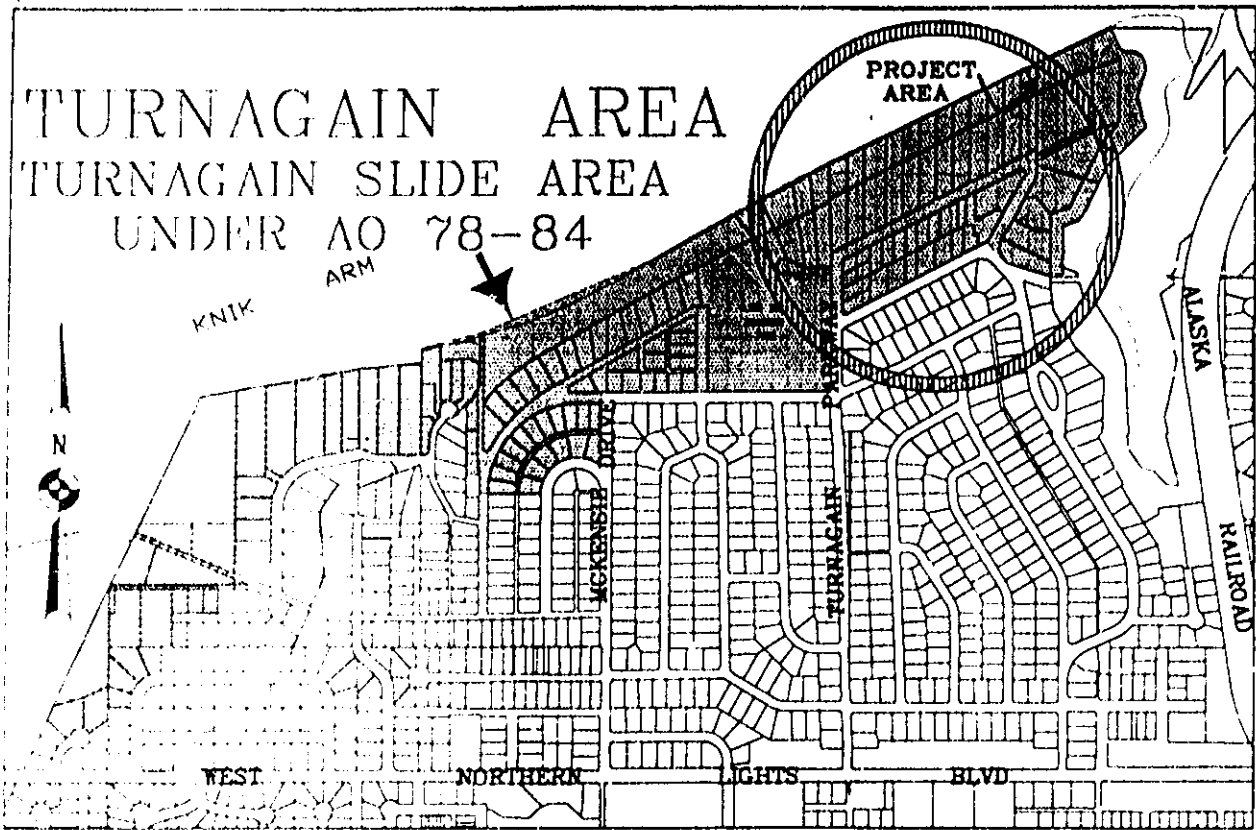 TURNAGAIN AREA
TURNAGAIN SLIDE AREA
UNDER AO 78-84
PROJECT
AREA
KNIK ARM
N
ALASKA
RAILROAD
MCKENSIE DRIVE
TURNAGAIN PARKWAY
WEST NORTHERN LIGHTS BLVD